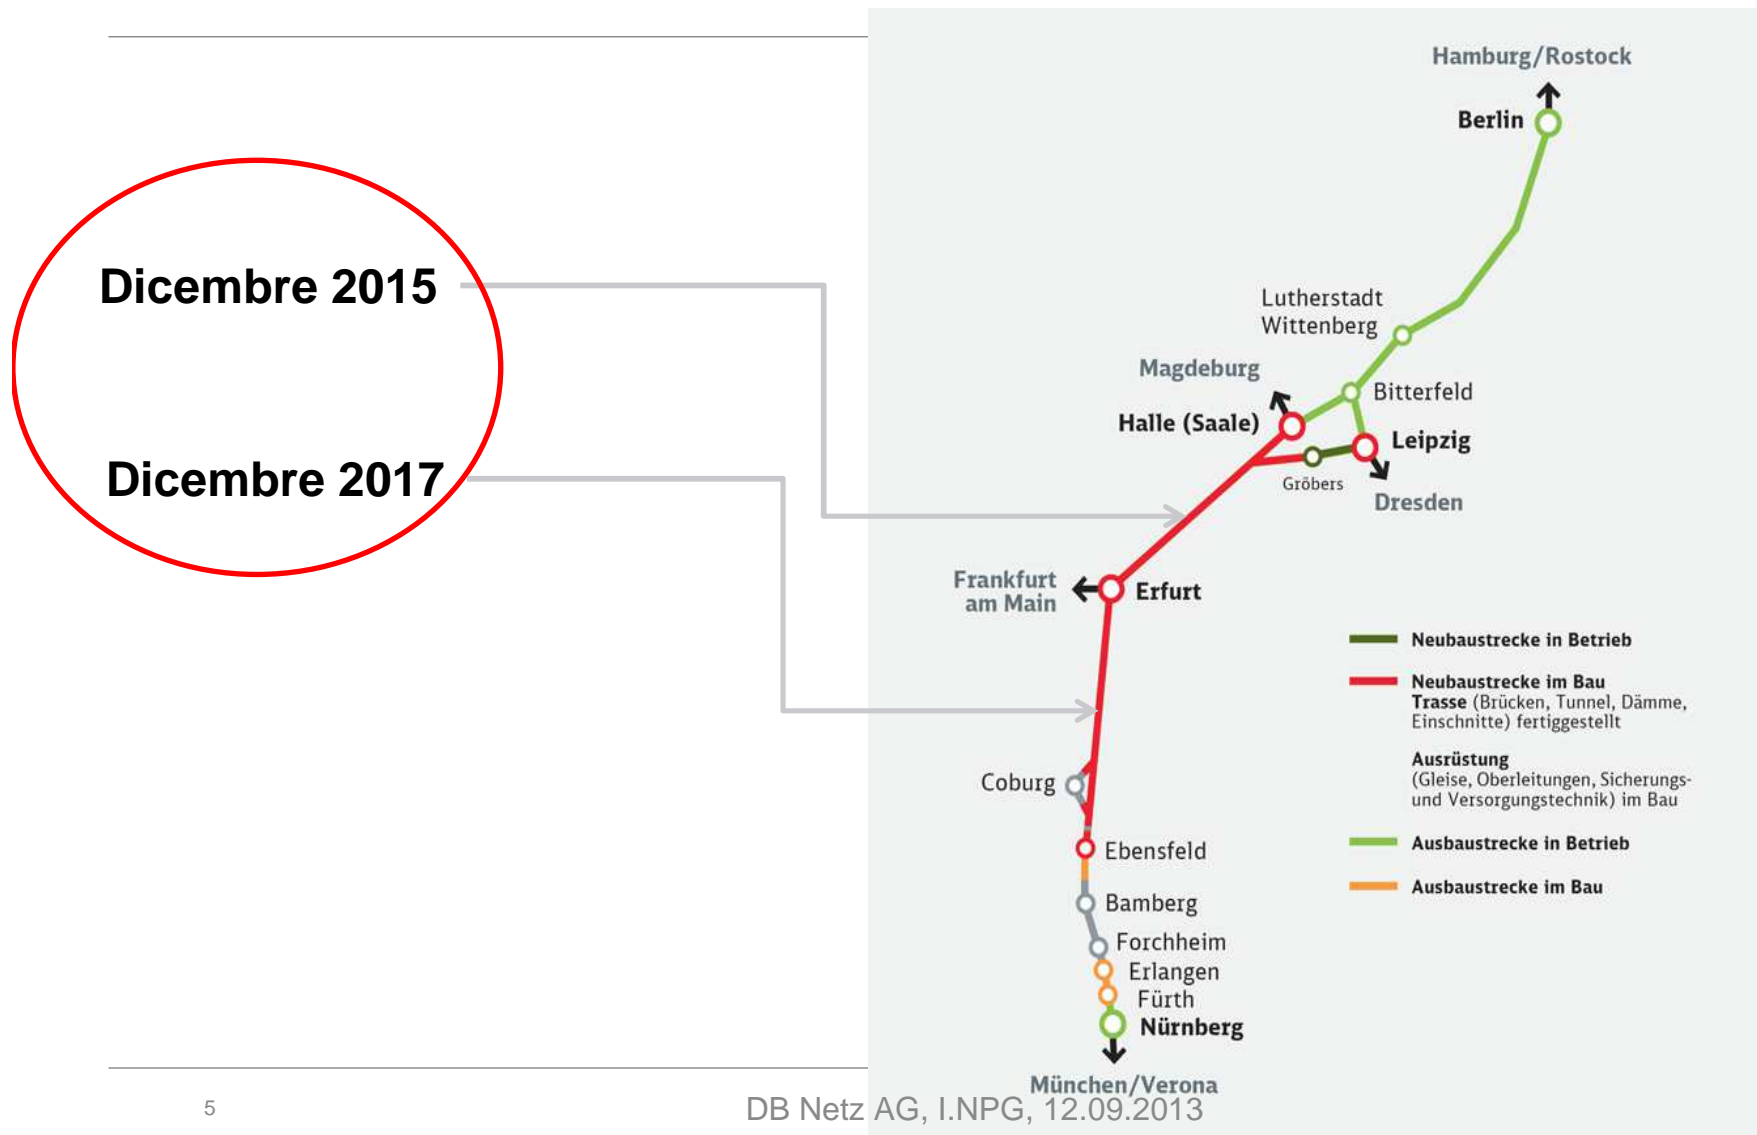 Dicembre 2015
Dicembre 2017
Hamburg/Rostock
Berlin
Lutherstadt
Wittenberg
Magdeburg
Bitterfeld
Halle (Saale)
Leipzig
Gröbers
Dresden
Frankfurt
am Main
Erfurt
Coburg
Ebensfeld
Bamberg
Forchheim
Erlangen
Fürth
Nürnberg
München/Verona
Neubaustrecke in Betrieb
Neubaustrecke im Bau
Trasse (Brücken, Tunnel, Dämme,
Einschnitte) fertiggestellt
Ausrüstung
(Gleise, Oberleitungen, Sicherungs-
und Versorgungstechnik) im Bau
Ausbaustrecke in Betrieb
Ausbaustrecke im Bau
5
DB Netz AG, I.NPG, 12.09.2013